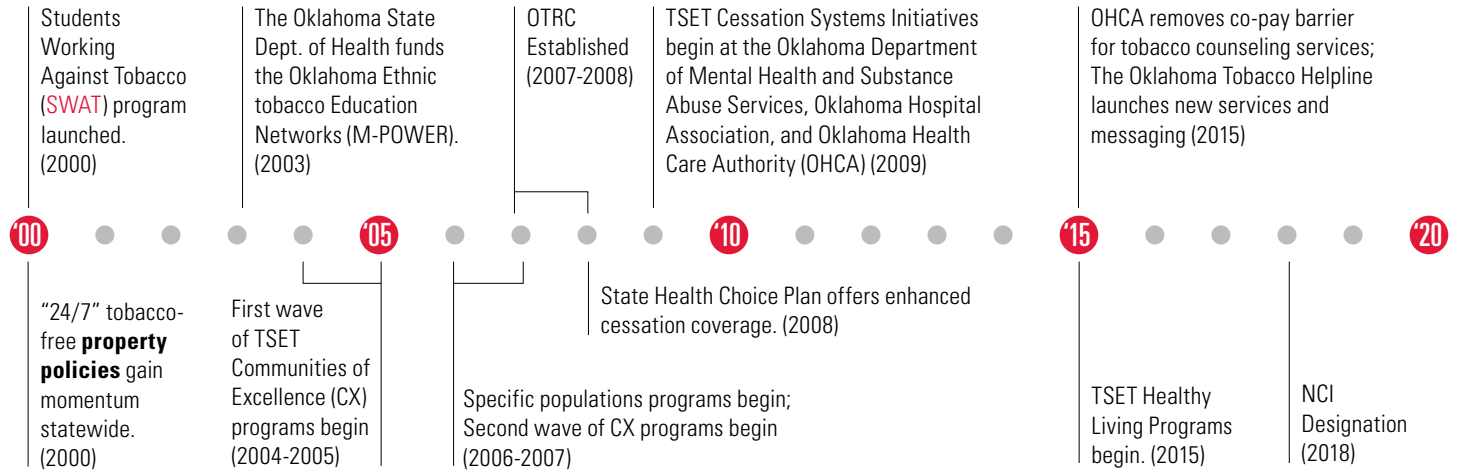 Students
Working
Against Tobacco
(SWAT) program
launched.
(2000)
The Oklahoma State
Dept. of Health funds
the Oklahoma Ethnic
tobacco Education
Networks (M-POWER).
(2003)
OTRC
Established
(2007-2008)
TSET Cessation Systems Initiatives
begin at the Oklahoma Department
of Mental Health and Substance
Abuse Services, Oklahoma Hospital
Association, and Oklahoma Health
Care Authority (OHCA) (2009)
OHCA removes co-pay barrier
for tobacco counseling services;
The Oklahoma Tobacco Helpline
launches new services and
messaging (2015)
‘00
‘05
‘10
‘15
‘20
“24/7” tobacco-
free property
policies gain
momentum
statewide.
(2000)
First wave
of TSET
Communities of
Excellence (CX)
programs begin
(2004-2005)
Specific populations programs begin;
Second wave of CX programs begin
(2006-2007)
State Health Choice Plan offers enhanced
cessation coverage. (2008)
TSET Healthy
Living Programs
begin. (2015)
NCI
Designation
(2018)